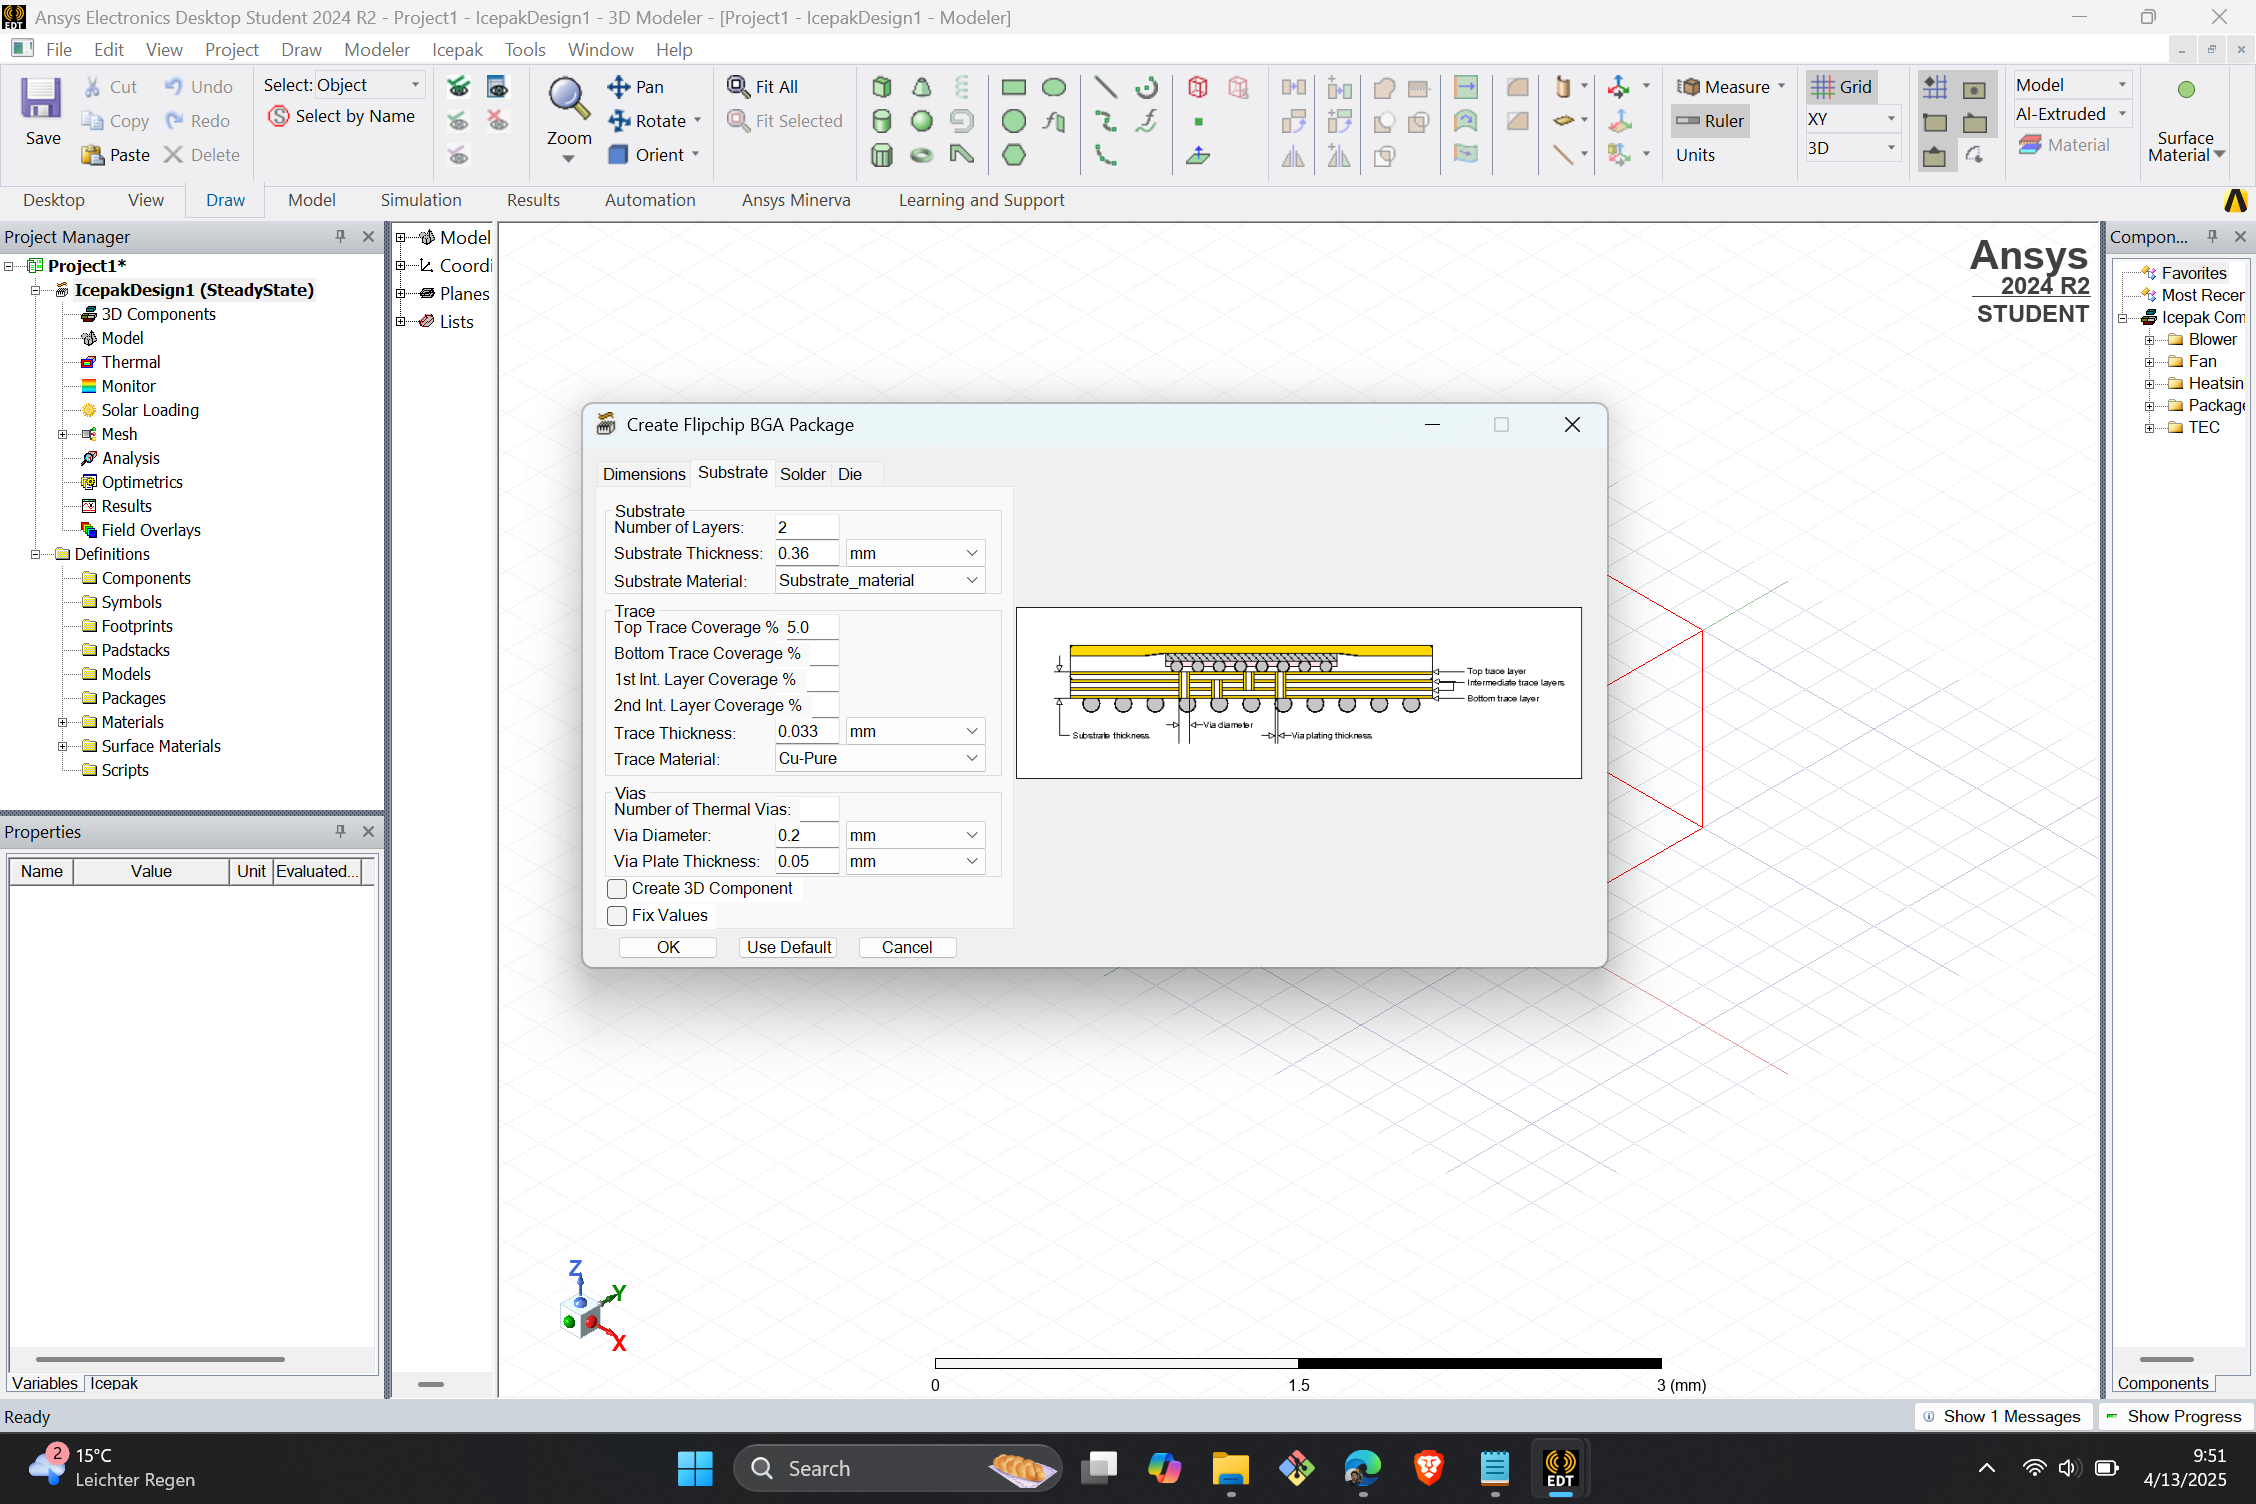 Ansys Electronics Desktop Student 2024 R2 - Project1 - IcepakDesign1 - 3D Modeler - [Project1 - IcepakDesign1 - Modeler]
File Edit View Project Draw Modeler Icepak Tools Window Help
Save
Cut
Copy
Paste
Undo
Redo
Delete
Select: Object
Select by Name
Zoom
Pan
Rotate
Orient
Fit All
Fit Selected
Measure
Ruler
Units
Grid
XY
3D
Model
Al-Extruded
Material
Surface
Material
Desktop View Draw Model Simulation Results Automation Ansys Minerva Learning and Support
Project Manager
Project1*
IcepakDesign1 (SteadyState)
3D Components
Model
Thermal
Monitor
Solar Loading
Mesh
Analysis
Optimetrics
Results
Field Overlays
Definitions
Components
Symbols
Footprints
Padstacks
Models
Packages
Materials
Surface Materials
Scripts
Properties
Name Value Unit Evaluated...
Variables Icepak
Model
Coordi
Planes
Lists
Ansys
2024 R2
STUDENT
Create Flipchip BGA Package
Dimensions Substrate Solder Die
Substrate
Number of Layers: 2
Substrate Thickness: 0.36 mm
Substrate Material: Substrate_material
Trace
Top Trace Coverage % 5.0
Bottom Trace Coverage %
1st Int. Layer Coverage %
2nd Int. Layer Coverage %
Trace Thickness: 0.033 mm
Trace Material: Cu-Pure
Vias
Number of Thermal Vias:
Via Diameter: 0.2 mm
Via Plate Thickness: 0.05 mm
Create 3D Component
Fix Values
OK Use Default Cancel
Top trace layer
Intermediate trace layers
Bottom trace layer
Via diameter
Substrate thickness
Via plating thickness
Z
Y
X
0 1.5 3 (mm)
Compon...
Favorites
Most Recer
Icepak Com
Blower
Fan
Heatsin
Package
TEC
Components
Ready
Show 1 Messages Show Progress
2
15°C
Leichter Regen
Search
EDT
9:51
4/13/2025